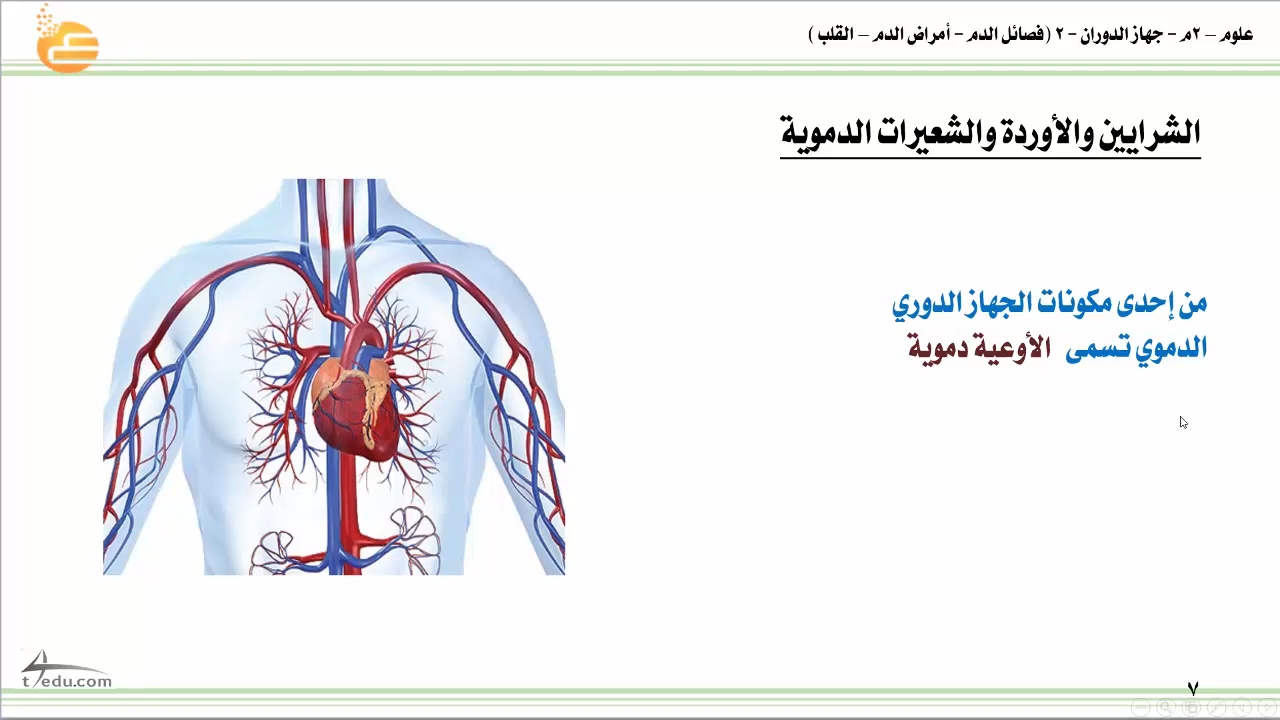 علوم – ٢م - جهاز الدوران - ٢ (فصائل الدم - أمراض الدم – القلب )
الشرايين والأوردة والشعيرات الدموية
من إحدى مكونات الجهاز الدوري
الدموي تسمى الأوعية دموية
t4edu.com
٧